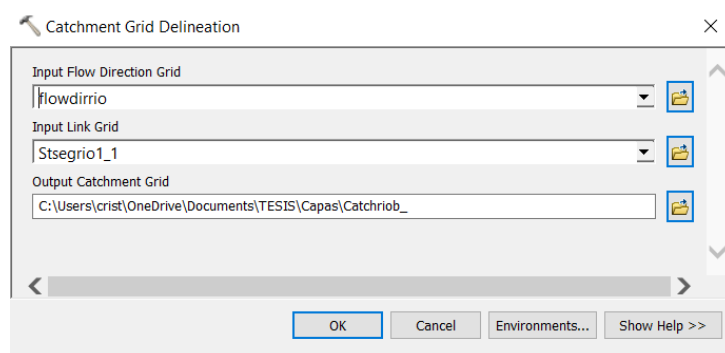 Catchment Grid Delineation
Input Flow Direction Grid
flowdirrio
Input Link Grid
Stsegrio1_1
Output Catchment Grid
C:\Users\crist\OneDrive\Documents\TESIS\Capas\Catchriob_
OK Cancel Environments... Show Help >>